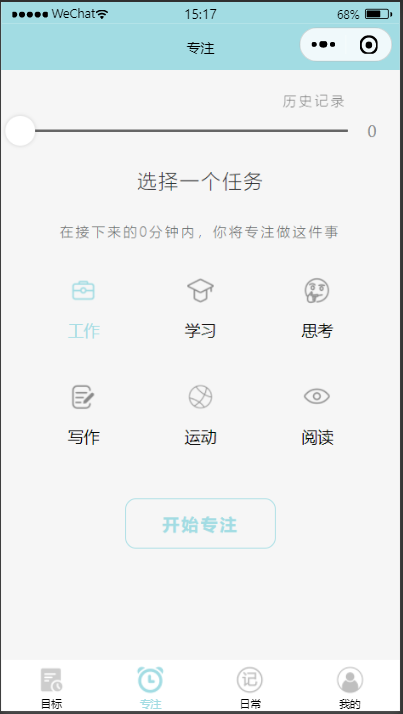 WeChat 15:17 68%
专注
历史记录
0
选择一个任务
在接下来的0分钟内，你将专注做这件事
工作 学习 思考
写作 运动 阅读
开始专注
记
目标 专注 日常 我的